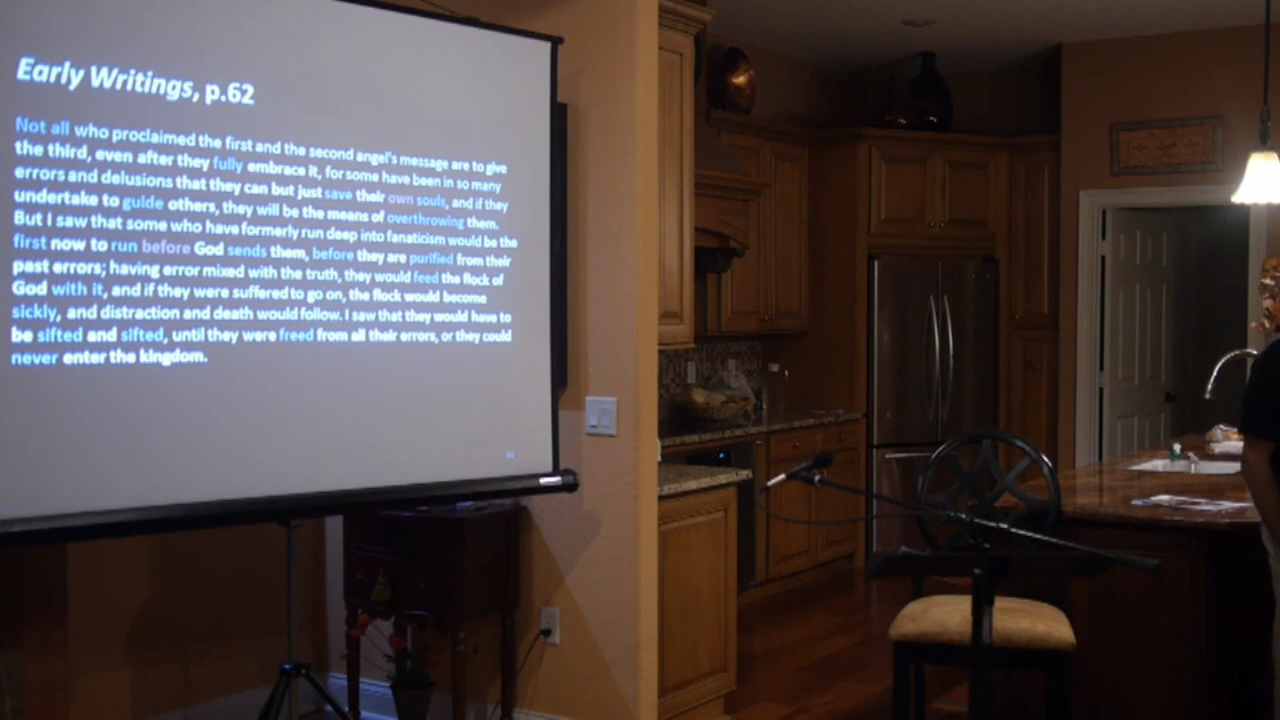 Early Writings, p.62
Not all who proclaimed the first and the second angel's message are to give
the third, even after they fully embrace it, for some have been in so many
errors and delusions that they can but just save their own souls, and if they
undertake to guide others, they will be the means of overthrowing them.
But I saw that some who have formerly run deep into fanaticism would be the
first now to run before God sends them, before they are purified from their
past errors; having error mixed with the truth, they would feed the flock of
God with it, and if they were suffered to go on, the flock would become
sickly, and distraction and death would follow. I saw that they would have to
be sifted and sifted, until they were freed from all their errors, or they could
never enter the kingdom.